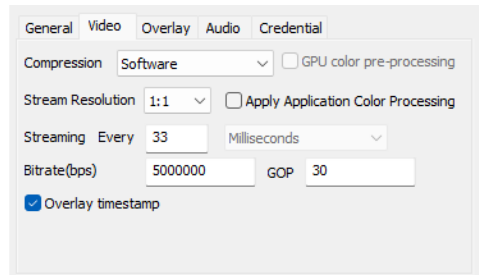 General Video Overlay Audio Credential
Compression Software GPU color pre-processing
Stream Resolution 1:1 Apply Application Color Processing
Streaming Every 33 Milliseconds
Bitrate(bps) 5000000 GOP 30
Overlay timestamp